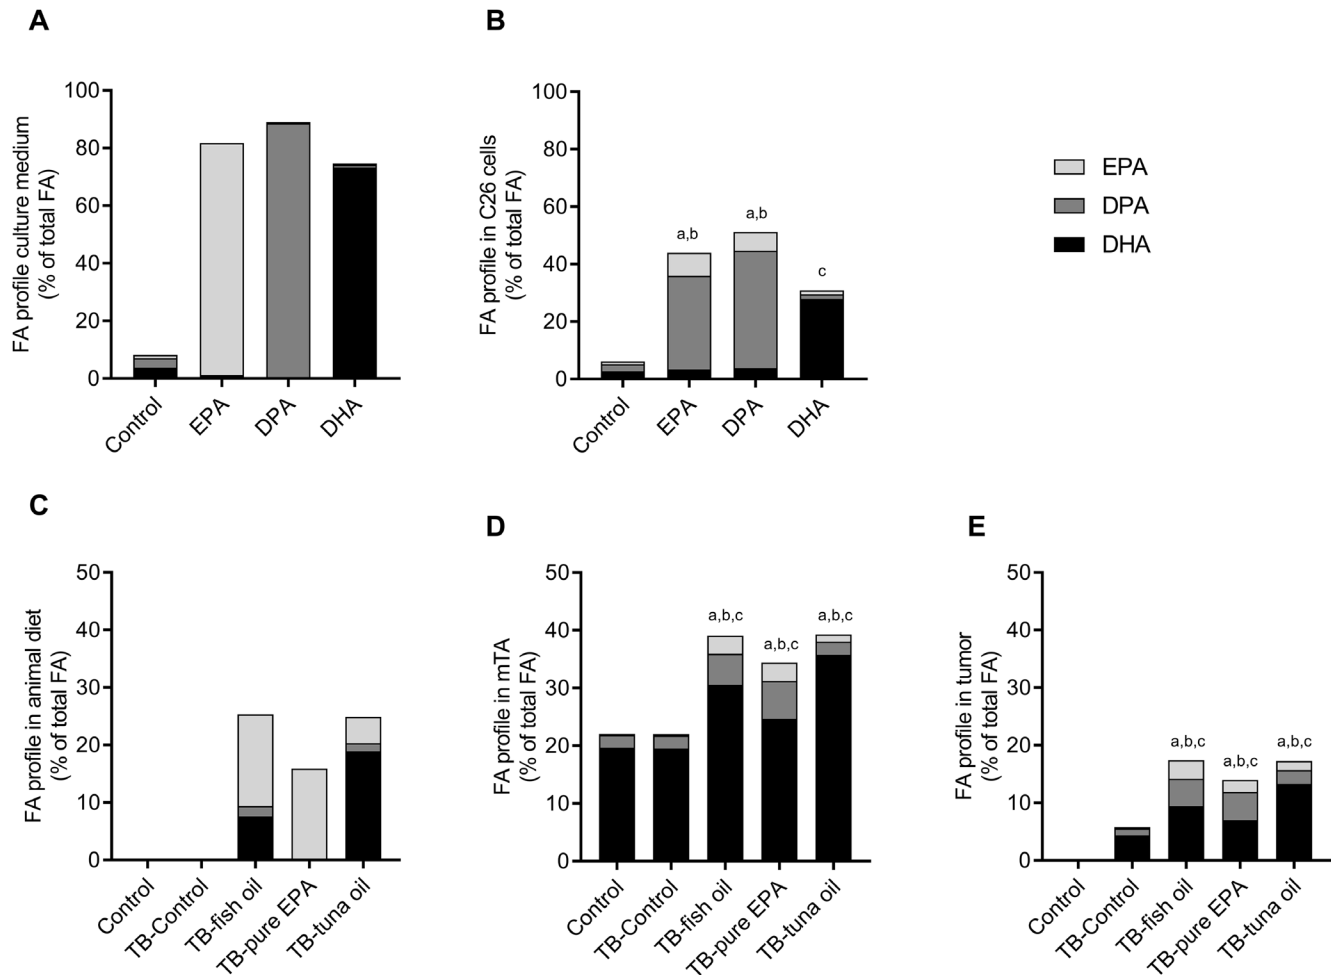 A
FA profile culture medium
(% of total FA)
100
80
60
40
20
0
Control
EPA
DPA
DHA
B
FA profile in C26 cells
(% of total FA)
100
80
60
40
20
0
a,b
a,b
c
Control
EPA
DPA
DHA
EPA
DPA
DHA
C
FA profile in animal diet
(% of total FA)
50
40
30
20
10
0
Control
TB-Control
TB-fish oil
TB-pure EPA
TB-tuna oil
D
FA profile in mTA
(% of total FA)
50
40
30
20
10
0
a,b,c
a,b,c
a,b,c
Control
TB-Control
TB-fish oil
TB-pure EPA
TB-tuna oil
E
FA profile in tumor
(% of total FA)
50
40
30
20
10
0
a,b,c
a,b,c
a,b,c
Control
TB-Control
TB-fish oil
TB-pure EPA
TB-tuna oil